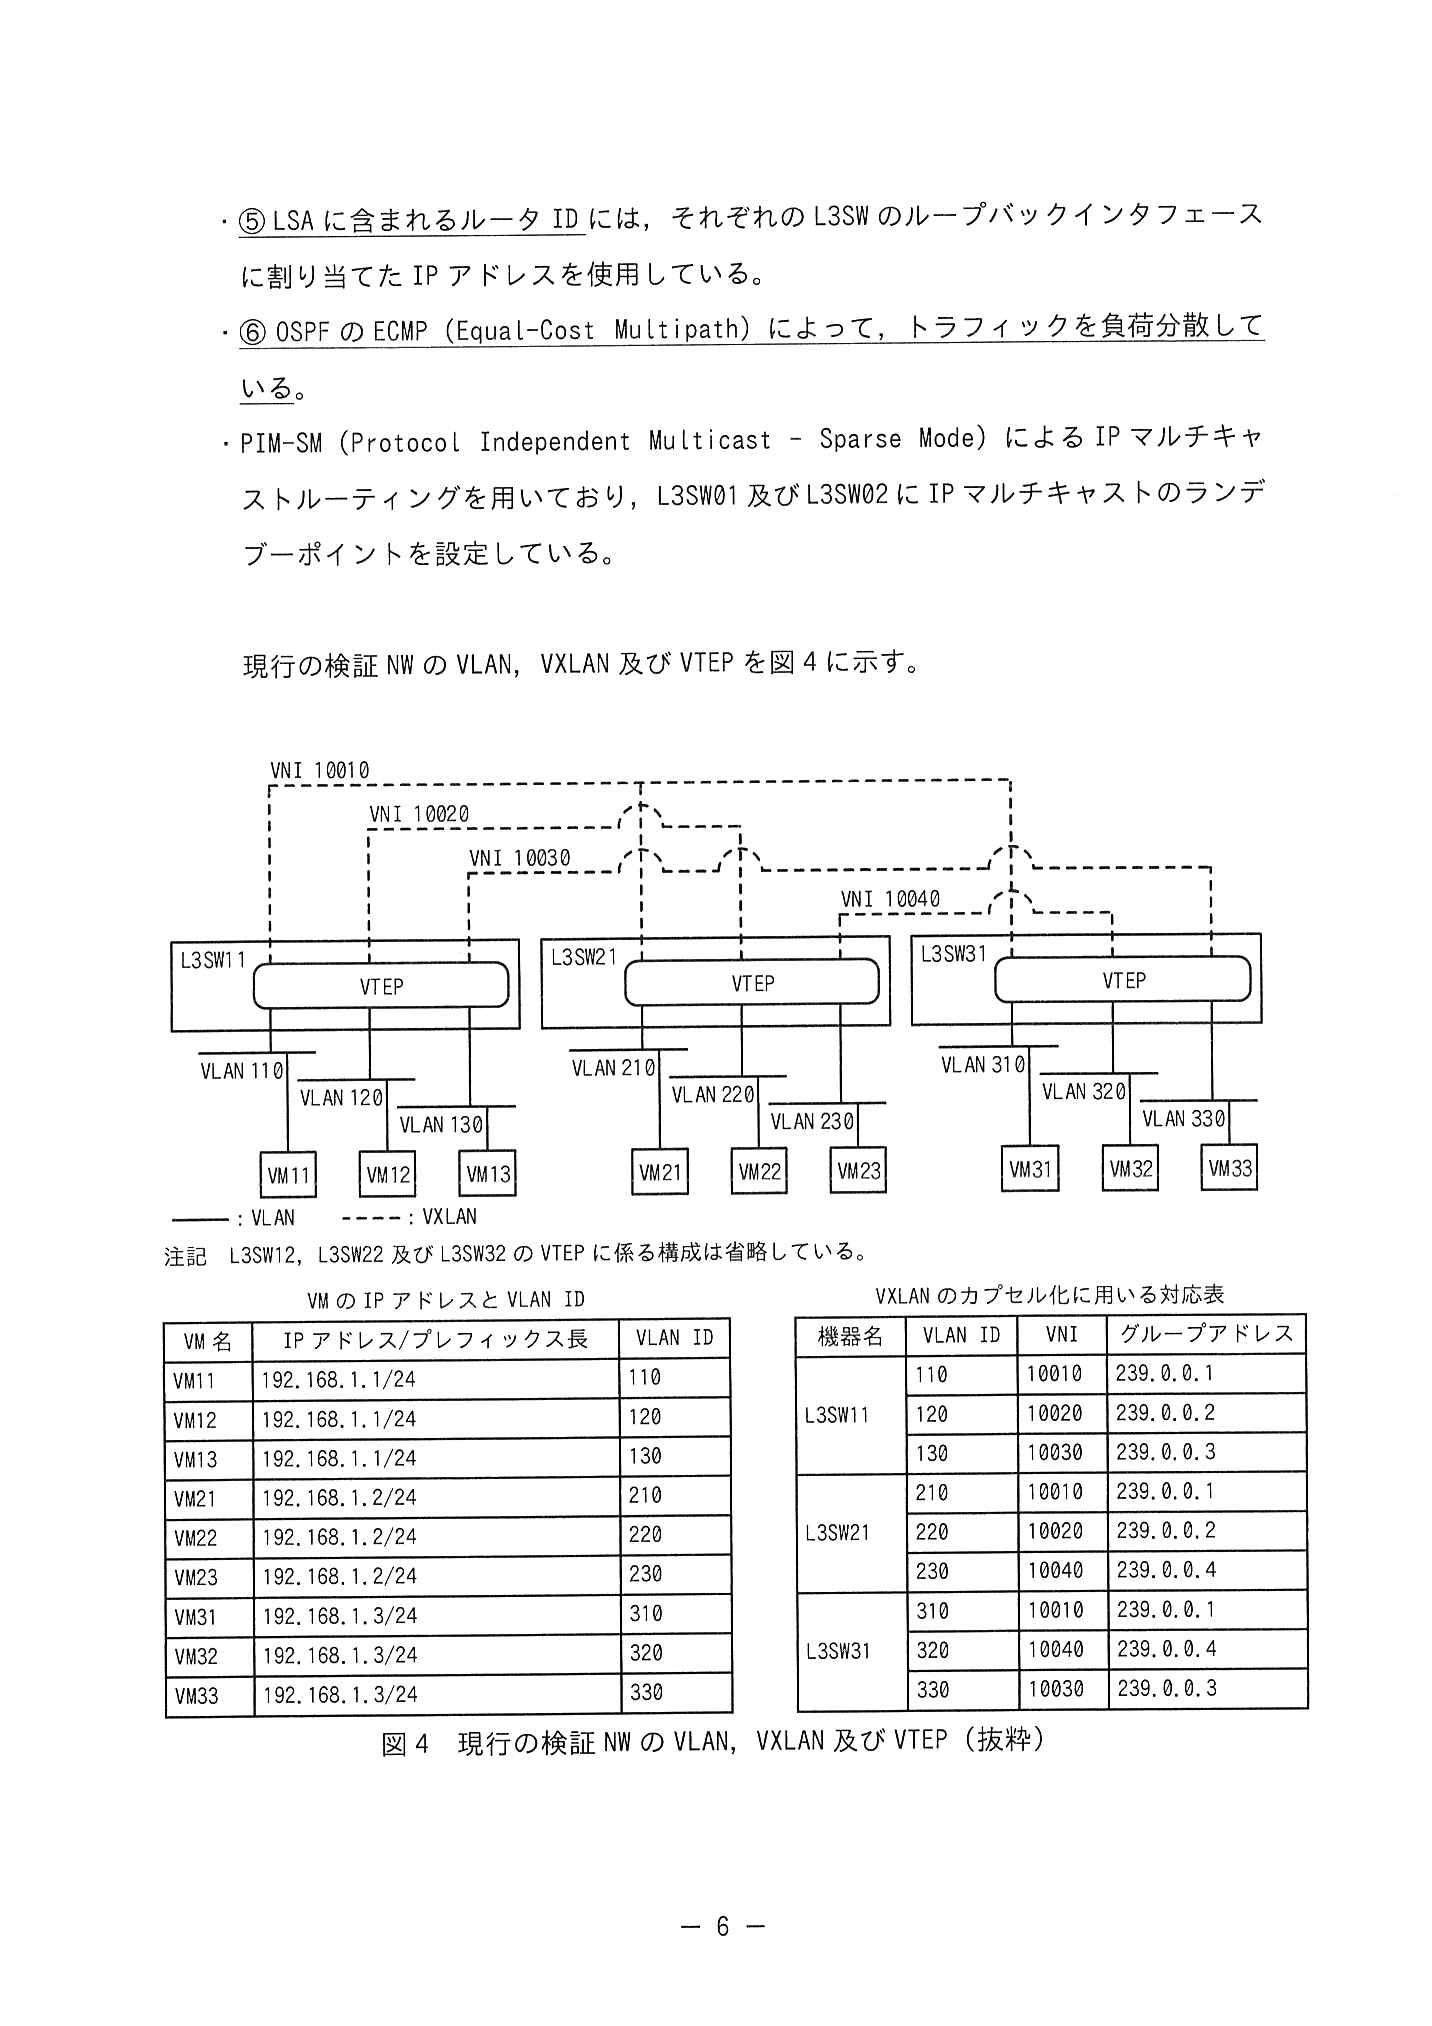 ・⑤LSAに含まれるルータIDには，それぞれのL3SWのループバックインタフェース
に割り当てたIPアドレスを使用している。
・⑥OSPFのECMP（Equal-Cost Multipath）によって，トラフィックを負荷分散して
いる。
・PIM-SM（Protocol Independent Multicast - Sparse Mode）によるIPマルチキャ
ストルーティングを用いており，L3SW01及びL3SW02にIPマルチキャストのランデ
ブーポイントを設定している。
現行の検証NWのVLAN，VXLAN及びVTEPを図4に示す。
VNI 10010
VNI 10020
VNI 10030
VNI 10040
L3SW11 VTEP
L3SW21 VTEP
L3SW31 VTEP
VLAN 110 VLAN 120 VLAN 130
VLAN 210 VLAN 220 VLAN 230
VLAN 310 VLAN 320 VLAN 330
VM11 VM12 VM13 VM21 VM22 VM23 VM31 VM32 VM33
：VLAN ：VXLAN
注記 L3SW12，L3SW22及びL3SW32のVTEPに係る構成は省略している。
VMのIPアドレスとVLAN ID
VM名 IPアドレス/プレフィックス長 VLAN ID
VM11 192.168.1.1/24 110
VM12 192.168.1.1/24 120
VM13 192.168.1.1/24 130
VM21 192.168.1.2/24 210
VM22 192.168.1.2/24 220
VM23 192.168.1.2/24 230
VM31 192.168.1.3/24 310
VM32 192.168.1.3/24 320
VM33 192.168.1.3/24 330
VXLANのカプセル化に用いる対応表
機器名 VLAN ID VNI グループアドレス
L3SW11 110 10010 239.0.0.1
120 10020 239.0.0.2
130 10030 239.0.0.3
L3SW21 210 10010 239.0.0.1
220 10020 239.0.0.2
230 10040 239.0.0.4
L3SW31 310 10010 239.0.0.1
320 10040 239.0.0.4
330 10030 239.0.0.3
図4 現行の検証NWのVLAN，VXLAN及びVTEP（抜粋）
－ 6 －